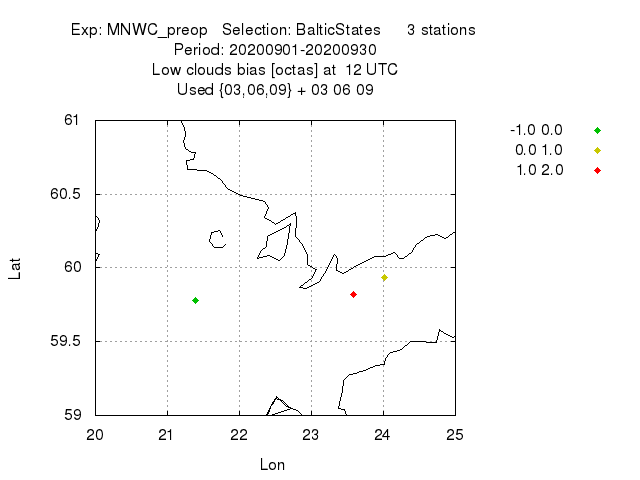 Exp: MNWC_preop   Selection: BalticStates      3 stations
Period: 20200901-20200930
Low clouds bias [octas] at  12 UTC
Used {03,06,09} + 03 06 09
-1.0 0.0
0.0 1.0
1.0 2.0
61
60.5
60
59.5
59
Lat
20 21 22 23 24 25
Lon